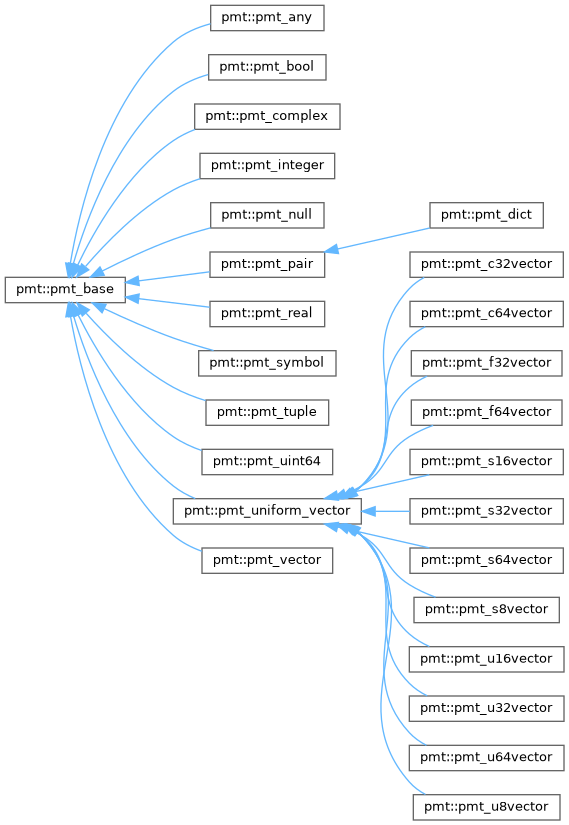 pmt::pmt_any
pmt::pmt_bool
pmt::pmt_complex
pmt::pmt_integer
pmt::pmt_null
pmt::pmt_dict
pmt::pmt_pair
pmt::pmt_c32vector
pmt::pmt_base
pmt::pmt_real
pmt::pmt_c64vector
pmt::pmt_symbol
pmt::pmt_f32vector
pmt::pmt_tuple
pmt::pmt_f64vector
pmt::pmt_uint64
pmt::pmt_s16vector
pmt::pmt_uniform_vector
pmt::pmt_s32vector
pmt::pmt_vector
pmt::pmt_s64vector
pmt::pmt_s8vector
pmt::pmt_u16vector
pmt::pmt_u32vector
pmt::pmt_u64vector
pmt::pmt_u8vector